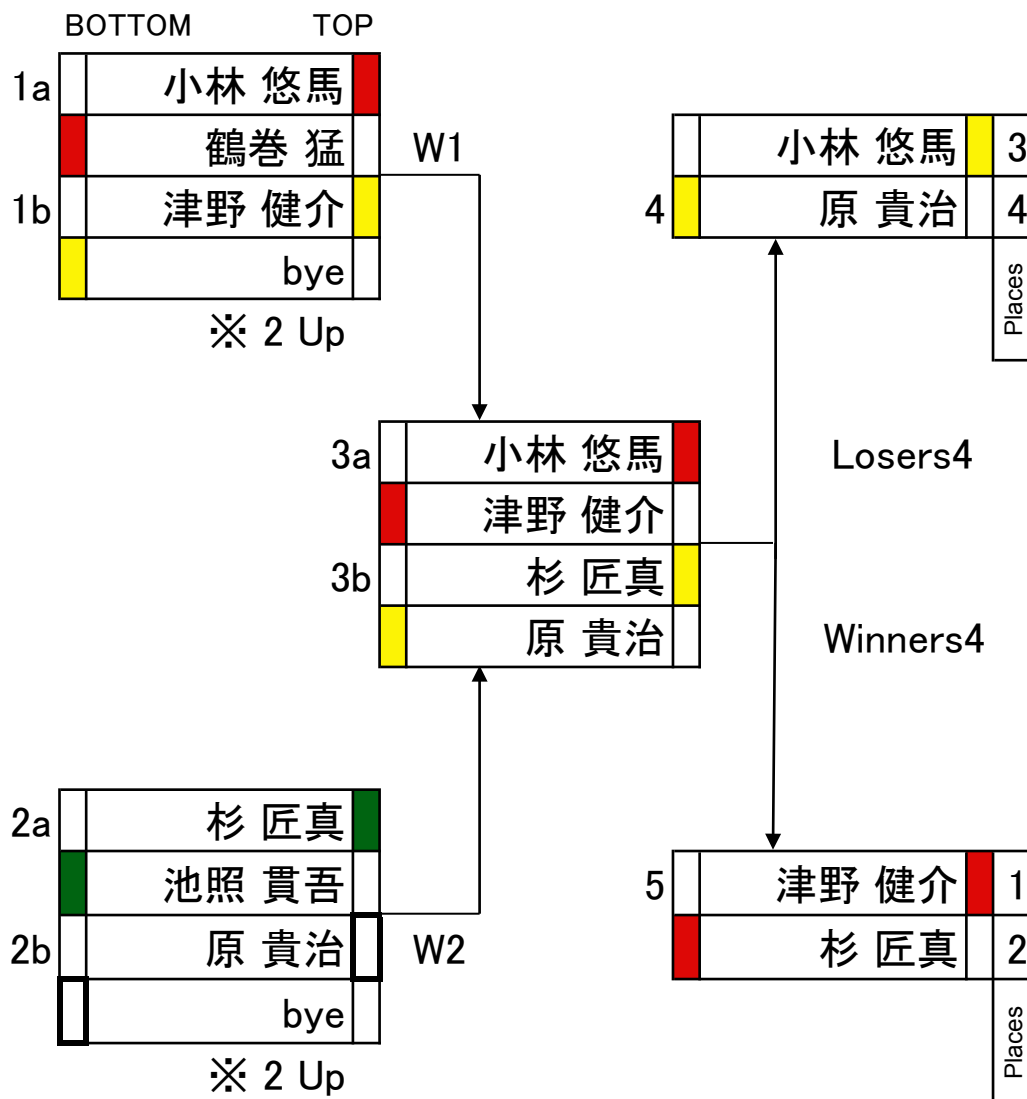 BOTTOM TOP
1a 小林 悠馬
鶴巻 猛 W1
1b 津野 健介
bye
※ 2 Up
小林 悠馬 3
4 原 貴治 4
Places
3a 小林 悠馬
津野 健介
3b 杉 匠真
原 貴治
Losers4
Winners4
2a 杉 匠真
池照 貫吾
2b 原 貴治 W2
bye
※ 2 Up
5 津野 健介 1
杉 匠真 2
Places